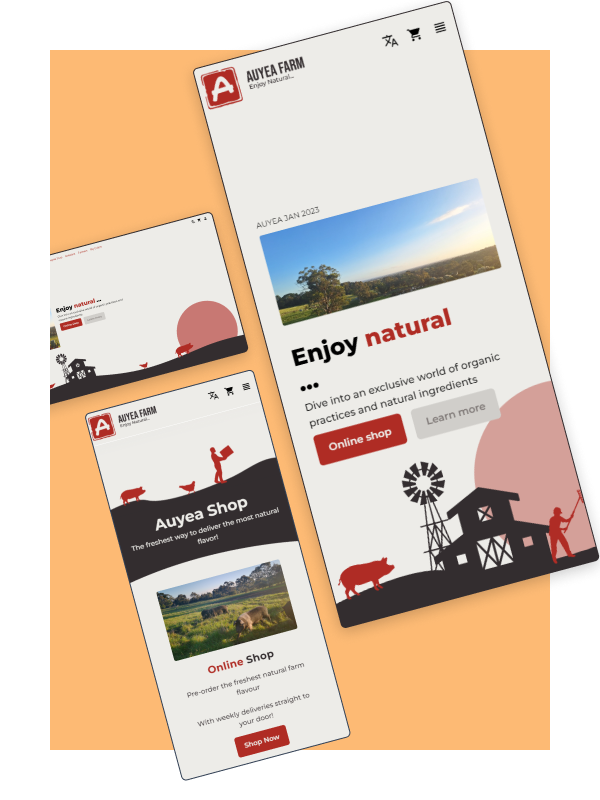 AUYEA FARM
Enjoy Natural...
AUYEA JAN 2023
Enjoy natural
...
Dive into an exclusive world of organic
practices and natural ingredients
Online shop
Learn more
Enjoy natural ...
AUYEA FARM
Enjoy Natural...
Auyea Shop
The freshest way to deliver the most natural
flavor!
Online Shop
Pre-order the freshest natural farm
flavour
With weekly deliveries straight to
your door!
Shop Now